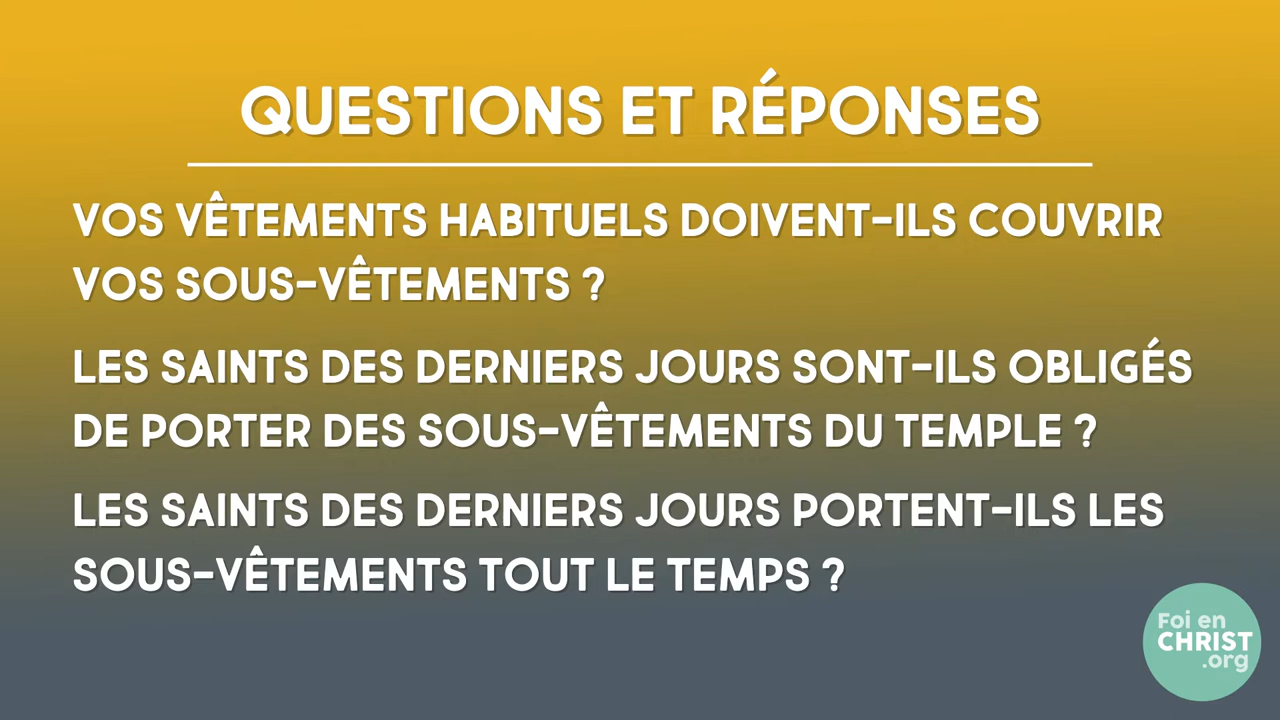 QUESTIONS ET RÉPONSES
VOS VÊTEMENTS HABITUELS DOIVENT-ILS COUVRIR
VOS SOUS-VÊTEMENTS ?
LES SAINTS DES DERNIERS JOURS SONT-ILS OBLIGÉS
DE PORTER DES SOUS-VÊTEMENTS DU TEMPLE ?
LES SAINTS DES DERNIERS JOURS PORTENT-ILS LES
SOUS-VÊTEMENTS TOUT LE TEMPS ?
Foi en
CHRIST
.org